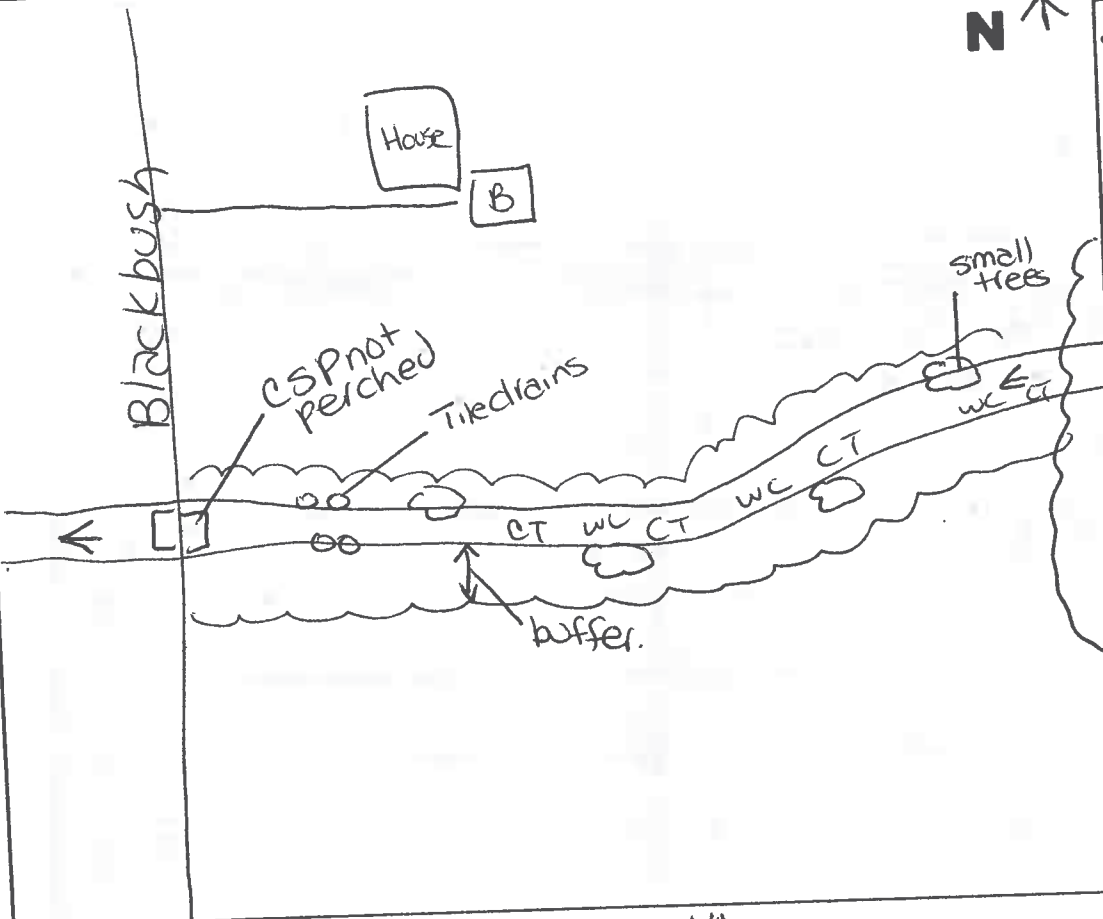 N
House
B
Blackbush
small
trees
CSP not
perched
Tiledrains
WC CT
CT
WC
CT WC CT
buffer.